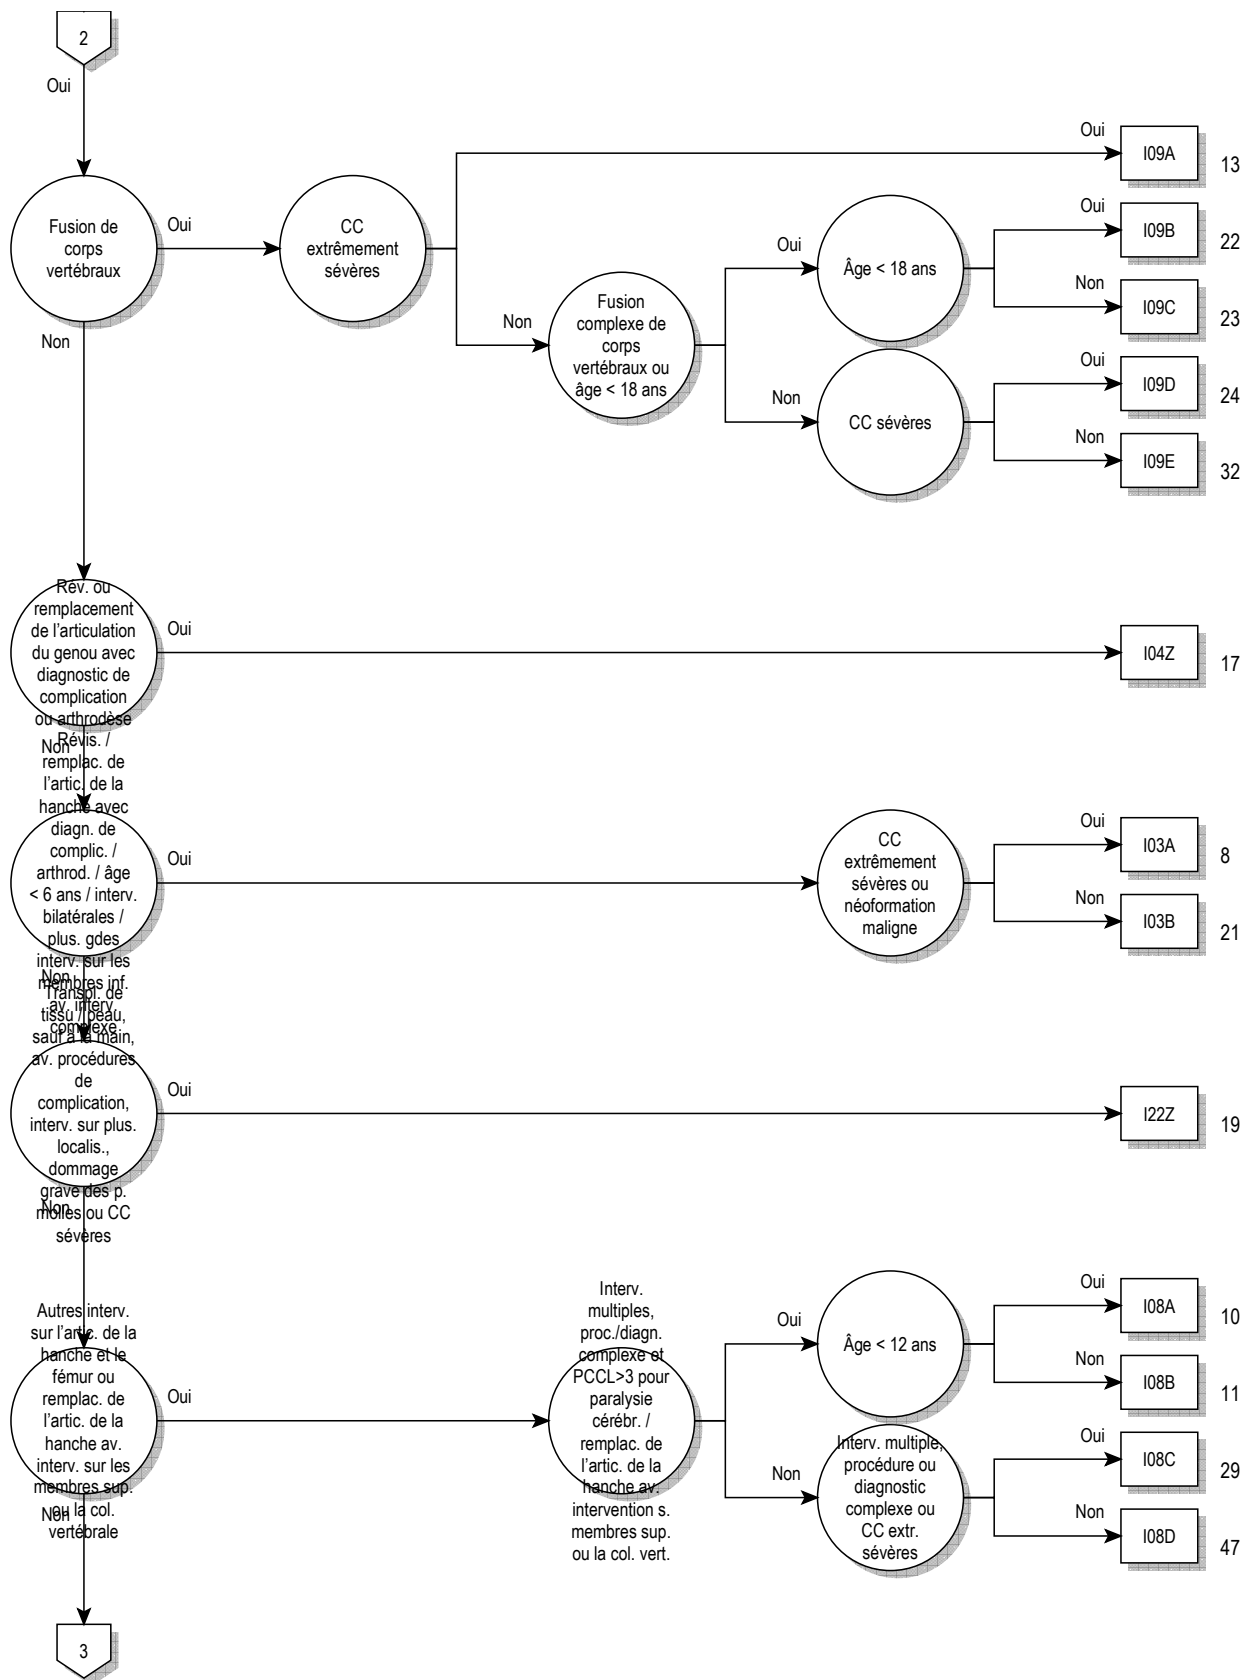 2
Oui
Fusion de
corps
vertébraux
Oui
Non
CC
extrêmement
sévères
Oui
I09A
13
Non
Fusion
complexe de
corps
vertébraux ou
âge < 18 ans
Oui
Âge < 18 ans
Oui
I09B
22
Non
I09C
23
Non
CC sévères
Oui
I09D
24
Non
I09E
32
Rév. ou
remplacement
de l'articulation
du genou avec
diagnostic de
complication
ou arthrodèse
Oui
I04Z
17
Non
Révis. /
remplac. de
l'artic. de la
hanche avec
diagn. de
complic. /
arthrod. / âge
< 6 ans / interv.
bilatérales /
plus. gdes
interv. sur les
membres inf.
av. interv.
complexe
Oui
CC
extrêmement
sévères ou
néoformation
maligne
Oui
I03A
8
Non
I03B
21
Non
Transpl. de
tissu / peau,
sauf à la main,
av. procédures
de
complication,
interv. sur plus.
localis.,
dommage
grave des p.
molles ou CC
sévères
Oui
I22Z
19
Non
Autres interv.
sur l'artic. de la
hanche et le
fémur ou
remplac. de
l'artic. de la
hanche av.
interv. sur les
membres sup.
ou la col.
vertébrale
Oui
Non
Interv.
multiples,
proc./diagn.
complexe et
PCCL>3 pour
paralysie
cérébr. /
remplac. de
l'artic. de la
hanche av.
intervention s.
membres sup.
ou la col. vert.
Oui
Âge < 12 ans
Oui
I08A
10
Non
I08B
11
Non
Interv. multiple,
procédure ou
diagnostic
complexe ou
CC extr.
sévères
Oui
I08C
29
Non
I08D
47
3